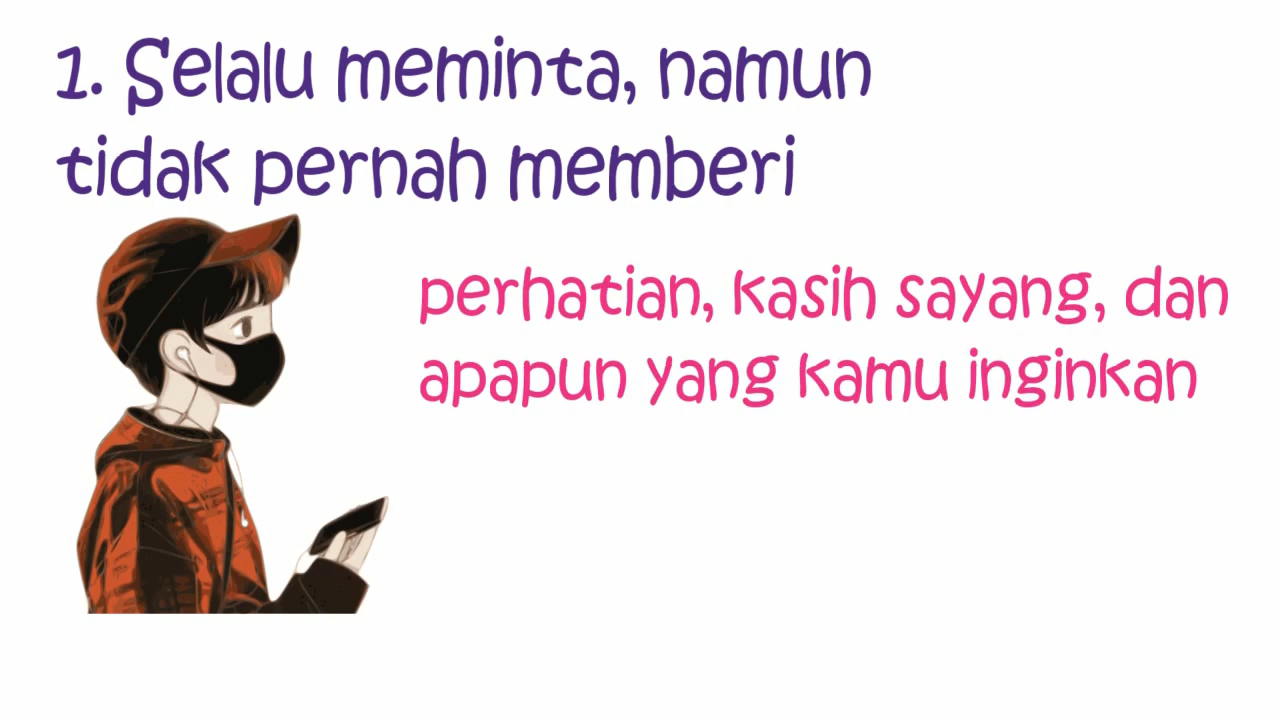 1. Selalu meminta, namun
tidak pernah memberi
perhatian, kasih sayang, dan
apapun yang kamu inginkan